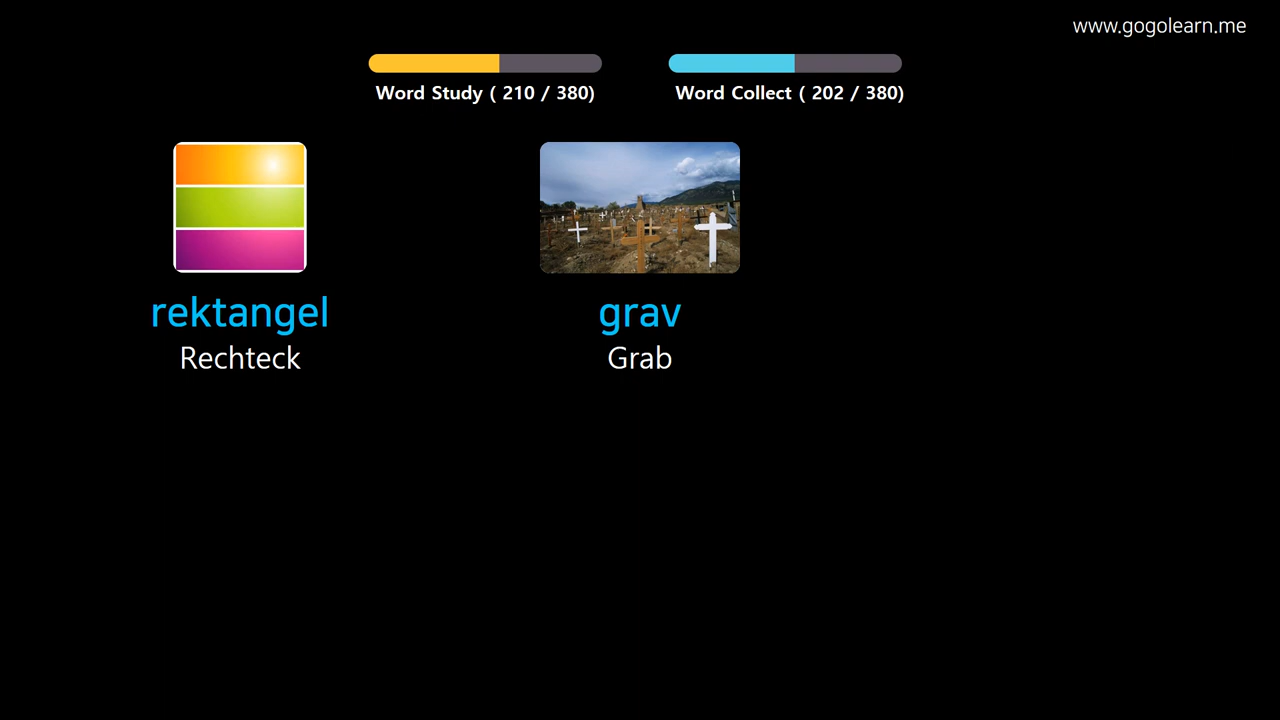 www.gogolearn.me
Word Study ( 210 / 380)
Word Collect ( 202 / 380)
rektangel
Rechteck
grav
Grab